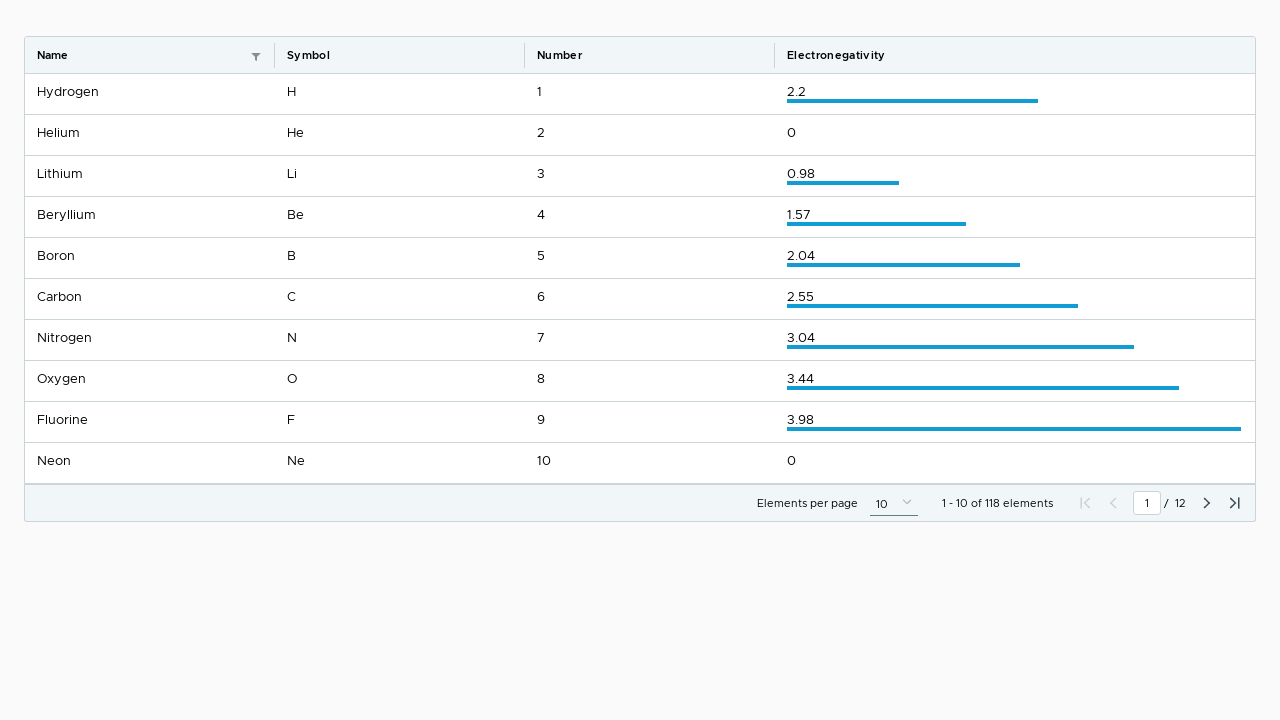 Name Symbol Number Electronegativity
Hydrogen H 1 2.2
Helium He 2 0
Lithium Li 3 0.98
Beryllium Be 4 1.57
Boron B 5 2.04
Carbon C 6 2.55
Nitrogen N 7 3.04
Oxygen O 8 3.44
Fluorine F 9 3.98
Neon Ne 10 0
Elements per page 10 1 - 10 of 118 elements 1 / 12